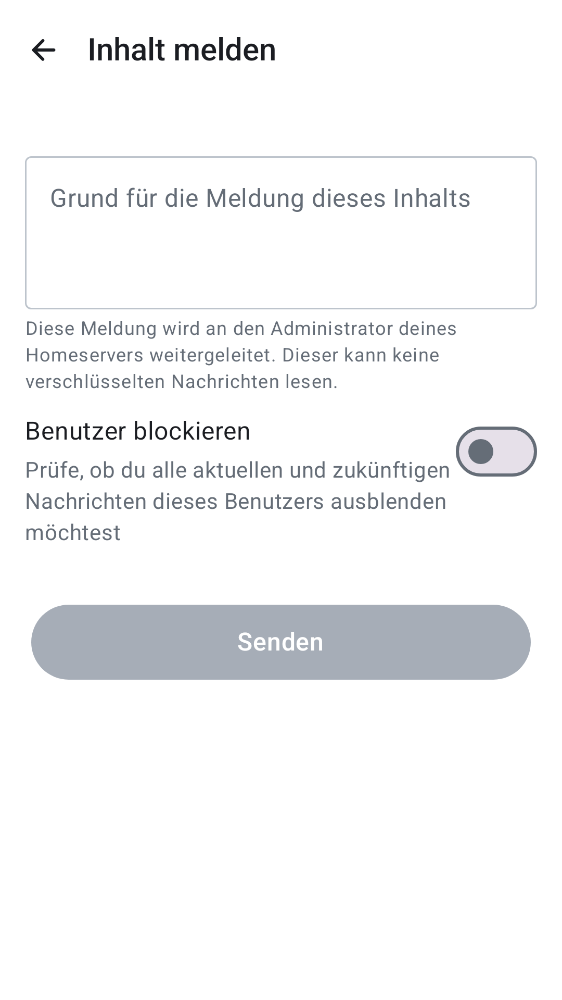 Inhalt melden
Grund für die Meldung dieses Inhalts
Diese Meldung wird an den Administrator deines
Homeservers weitergeleitet. Dieser kann keine
verschlüsselten Nachrichten lesen.
Benutzer blockieren
Prüfe, ob du alle aktuellen und zukünftigen
Nachrichten dieses Benutzers ausblenden
möchtest
Senden